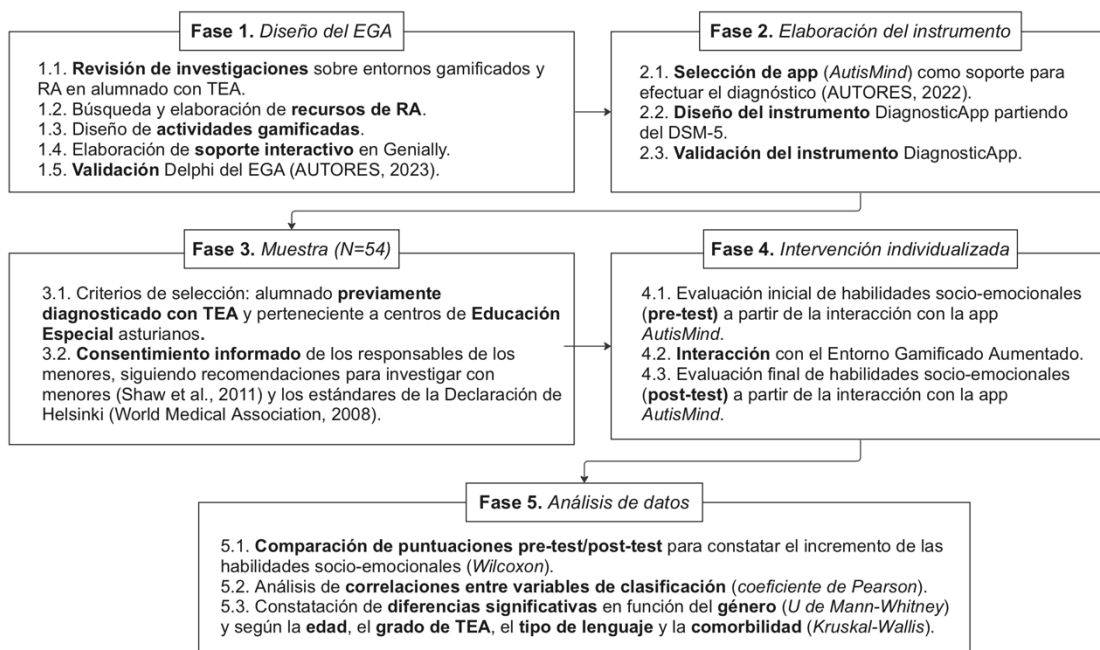 Fase 1. Diseño del EGA
1.1. Revisión de investigaciones sobre entornos gamificados y
RA en alumnado con TEA.
1.2. Búsqueda y elaboración de recursos de RA.
1.3. Diseño de actividades gamificadas.
1.4. Elaboración de soporte interactivo en Genially.
1.5. Validación Delphi del EGA (AUTORES, 2023).
Fase 2. Elaboración del instrumento
2.1. Selección de app (AutisMind) como soporte para
efectuar el diagnóstico (AUTORES, 2022).
2.2. Diseño del instrumento DiagnosticApp partiendo
del DSM-5.
2.3. Validación del instrumento DiagnosticApp.
Fase 3. Muestra (N=54)
3.1. Criterios de selección: alumnado previamente
diagnosticado con TEA y perteneciente a centros de Educación
Especial asturianos.
3.2. Consentimiento informado de los responsables de los
menores, siguiendo recomendaciones para investigar con
menores (Shaw et al., 2011) y los estándares de la Declaración de
Helsinki (World Medical Association, 2008).
Fase 4. Intervención individualizada
4.1. Evaluación inicial de habilidades socio-emocionales
(pre-test) a partir de la interacción con la app
AutisMind.
4.2. Interacción con el Entorno Gamificado Aumentado.
4.3. Evaluación final de habilidades socio-emocionales
(post-test) a partir de la interacción con la app
AutisMind.
Fase 5. Análisis de datos
5.1. Comparación de puntuaciones pre-test/post-test para constatar el incremento de las
habilidades socio-emocionales (Wilcoxon).
5.2. Análisis de correlaciones entre variables de clasificación (coeficiente de Pearson).
5.3. Constatación de diferencias significativas en función del género (U de Mann-Whitney)
y según la edad, el grado de TEA, el tipo de lenguaje y la comorbilidad (Kruskal-Wallis).